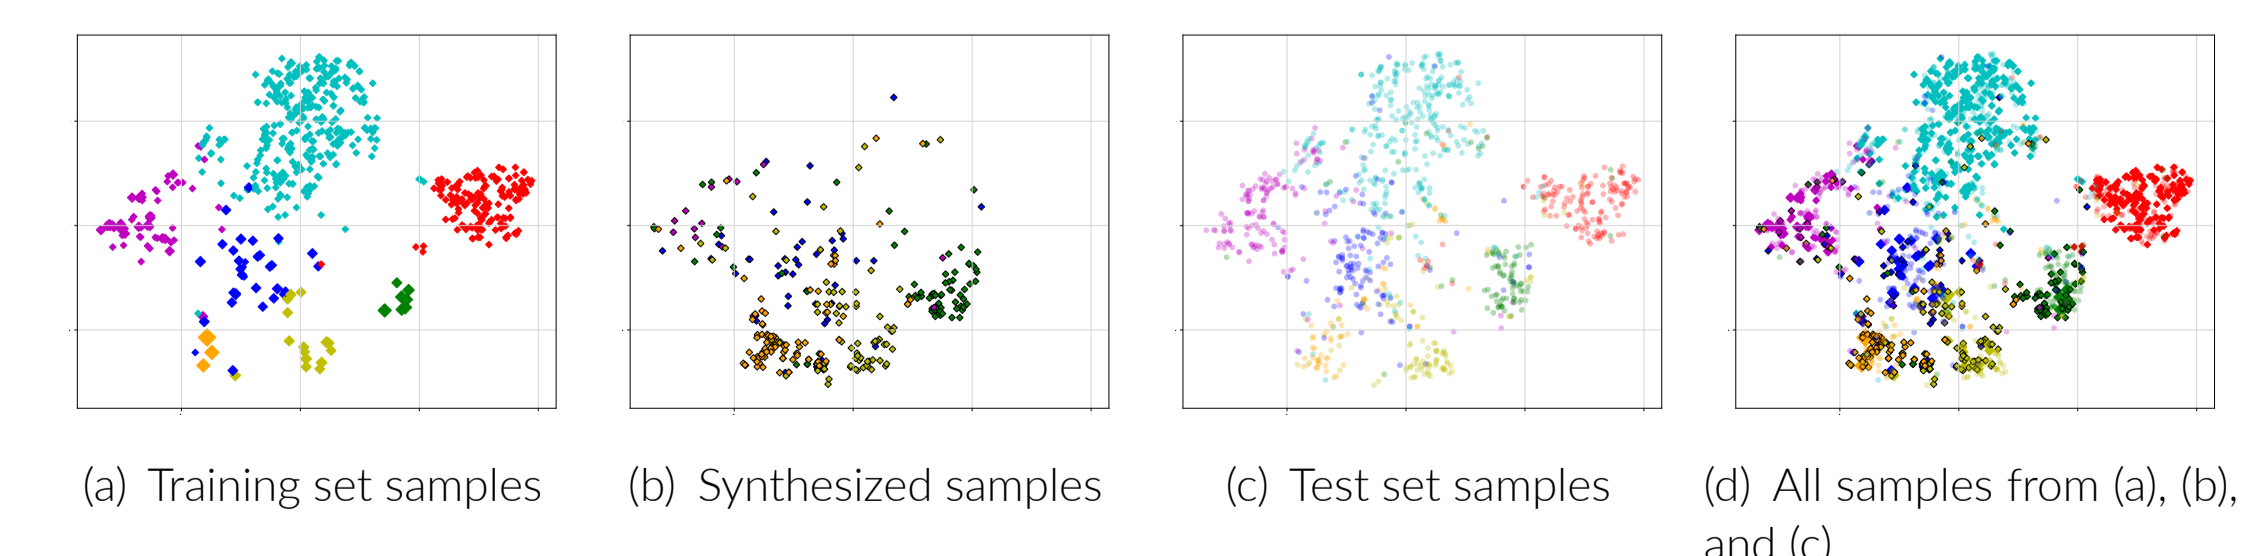 (a) Training set samples
(b) Synthesized samples
(c) Test set samples
(d) All samples from (a), (b),
and (c)